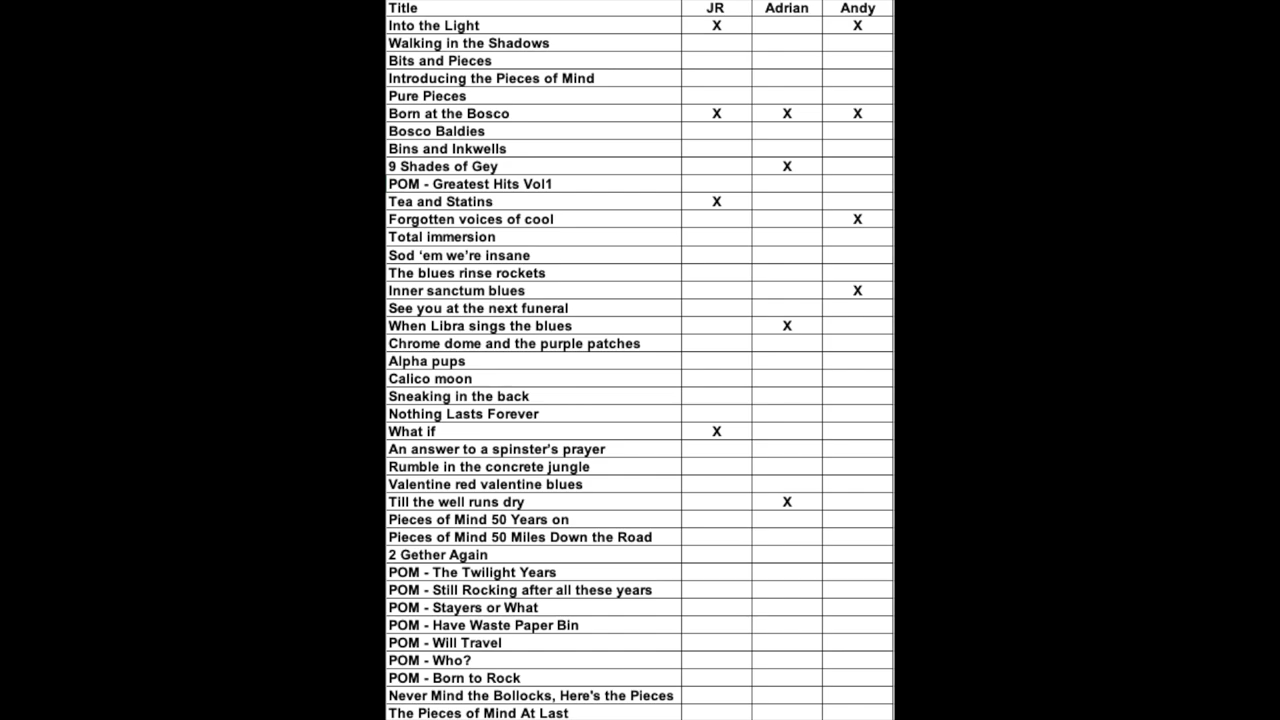 Title JR Adrian Andy
Into the Light X X
Walking in the Shadows
Bits and Pieces
Introducing the Pieces of Mind
Pure Pieces
Born at the Bosco X X X
Bosco Baldies
Bins and Inkwells
9 Shades of Gey X
POM - Greatest Hits Vol1
Tea and Statins X
Forgotten voices of cool X
Total immersion
Sod ‘em we’re insane
The blues rinse rockets
Inner sanctum blues X
See you at the next funeral
When Libra sings the blues X
Chrome dome and the purple patches
Alpha pups
Calico moon
Sneaking in the back
Nothing Lasts Forever
What if X
An answer to a spinster's prayer
Rumble in the concrete jungle
Valentine red valentine blues
Till the well runs dry X
Pieces of Mind 50 Years on
Pieces of Mind 50 Miles Down the Road
2 Gether Again
POM - The Twilight Years
POM - Still Rocking after all these years
POM - Stayers or What
POM - Have Waste Paper Bin
POM - Will Travel
POM - Who?
POM - Born to Rock
Never Mind the Bollocks, Here's the Pieces
The Pieces of Mind At Last